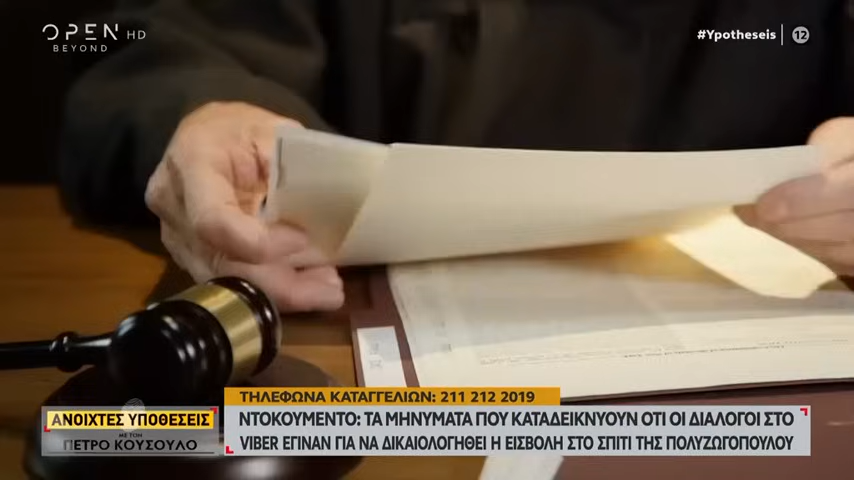 OPEN HD
BEYOND
#Ypotheseis
12
ΤΗΛΕΦΩΝΑ ΚΑΤΑΓΓΕΛΙΩΝ: 211 212 2019
ΑΝΟΙΧΤΕΣ ΥΠΟΘΕΣΕΙΣ
ΜΕ ΤΟΝ
ΠΕΤΡΟ ΚΟΥΣΟΥΛΟ
ΝΤΟΚΟΥΜΕΝΤΟ: ΤΑ ΜΗΝΥΜΑΤΑ ΠΟΥ ΚΑΤΑΔΕΙΚΝΥΟΥΝ ΟΤΙ ΟΙ ΔΙΑΛΟΓΟΙ ΣΤΟ
VIBER ΕΓΙΝΑΝ ΓΙΑ ΝΑ ΔΙΚΑΙΟΛΟΓΗΘΕΙ Η ΕΙΣΒΟΛΗ ΣΤΟ ΣΠΙΤΙ ΤΗΣ ΠΟΛΥΖΩΓΟΠΟΥΛΟΥ